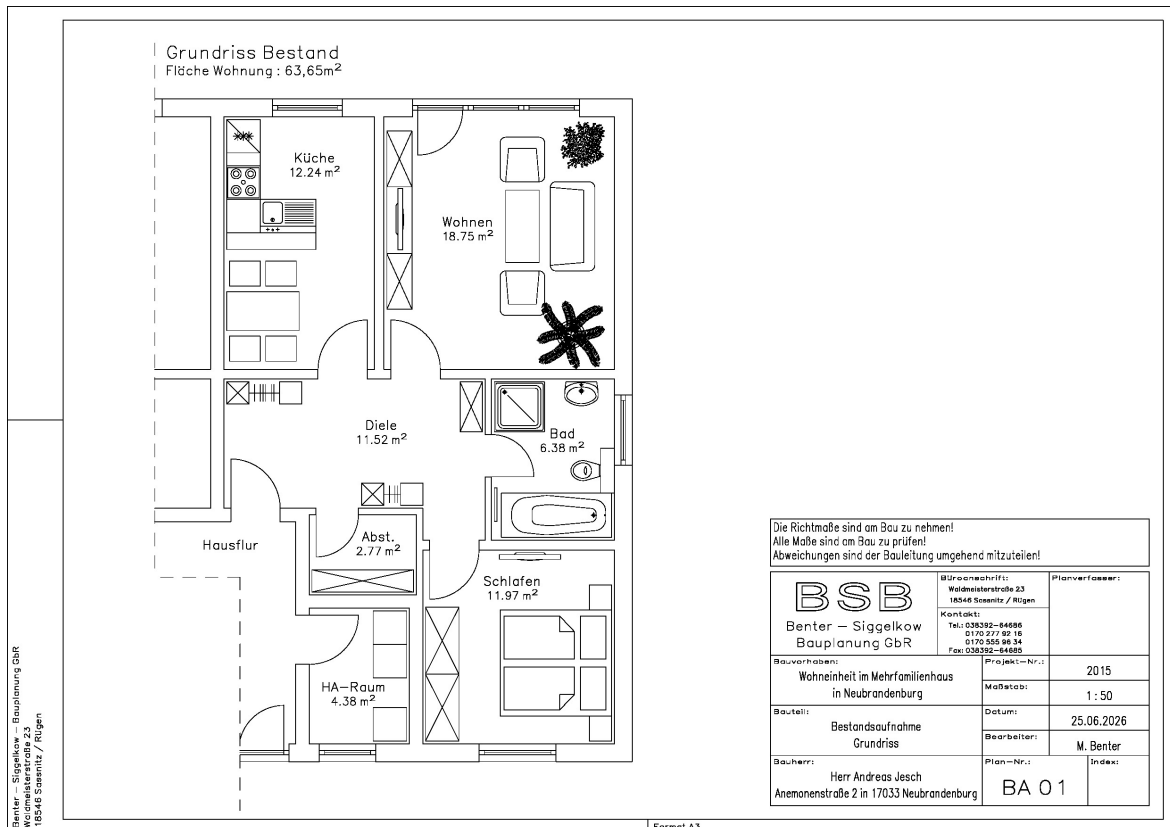 Grundriss Bestand
Fläche Wohnung : 63,65m²
Küche
12.24 m²
Wohnen
18.75 m²
Diele
11.52 m²
Bad
6.38 m²
Hausflur
Abst.
2.77 m²
Schlafen
11.97 m²
HA-Raum
4.38 m²
Die Richtmaße sind am Bau zu nehmen!
Alle Maße sind am Bau zu prüfen!
Abweichungen sind der Bauleitung umgehend mitzuteilen!
BSB
Benter – Siggelkow
Bauplanung GbR
Büroanschrift:
Waldmeisterstraße 23
18546 Sassnitz / Rügen
Kontakt:
Tel.: 038392-64686
0170 277 92 16
0170 555 96 34
Fax: 038392-64685
Planverfasser:
Bauvorhaben:
Wohneinheit im Mehrfamilienhaus
in Neubrandenburg
Projekt-Nr.:
2015
Maßstab:
1 : 50
Bauteil:
Bestandsaufnahme
Grundriss
Datum:
25.06.2026
Bearbeiter:
M. Benter
Bauherr:
Herr Andreas Jesch
Anemonenstraße 2 in 17033 Neubrandenburg
Plan-Nr.:
BA 01
Index:
Benter – Siggelkow – Bauplanung GbR
Waldmeisterstraße 23
18546 Sassnitz / Rügen
Format A3